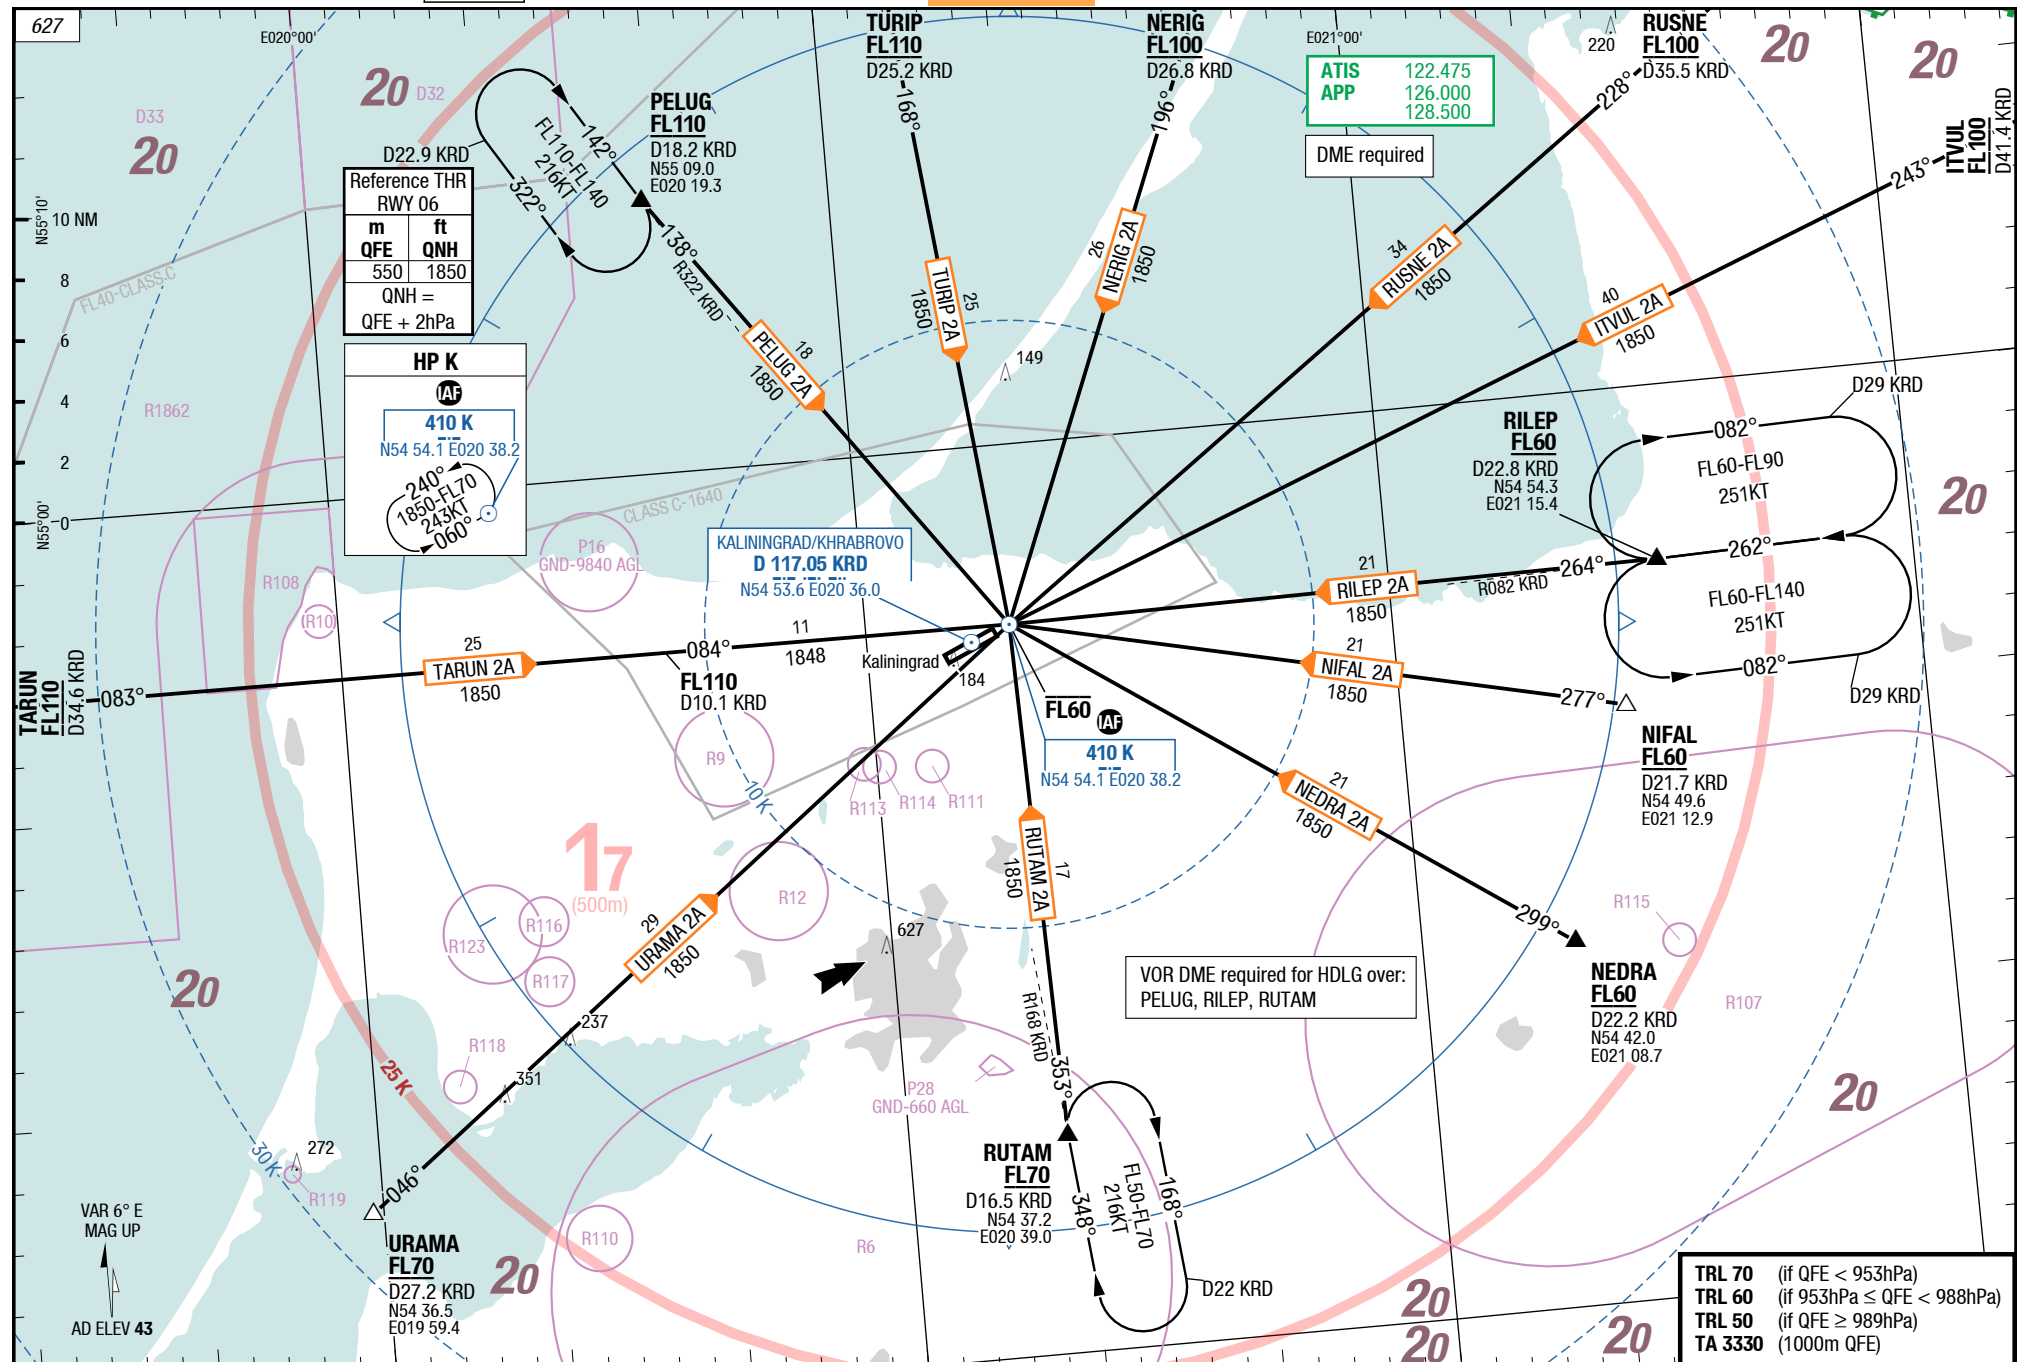 627
E020°00'
TURIP
FL110
D25.2 KRD
NERIG
FL100
D26.8 KRD
E021°00'
220
RUSNE
FL100
D35.5 KRD
20
20
20
D32
D33
20
ATIS 122.475
APP 126.000
128.500
DME required
ITVUL
FL100
D41.4 KRD
PELUG
FL110
D18.2 KRD
N55 09.0
E020 19.3
D22.9 KRD
142°
FL110-FL140
216KT
322°
168°
196°
228°
243°
Reference THR
RWY 06
m ft
QFE QNH
550 1850
QNH =
QFE + 2hPa
N55°10'
10 NM
8
6
4
2
0
N55°00'
FL40-CLASS C
138°
R322 KRD
18
PELUG 2A
1850
25
TURIP 2A
1850
26
NERIG 2A
1850
34
RUSNE 2A
1850
40
ITVUL 2A
1850
149
R1862
HP K
IAF
410 K
N54 54.1 E020 38.2
240°
1850-FL70
243KT
060°
D29 KRD
RILEP
FL60
D22.8 KRD
N54 54.3
E021 15.4
082°
FL60-FL90
251KT
262°
FL60-FL140
251KT
082°
D29 KRD
20
CLASS C-1640
P16
GND-9840 AGL
KALININGRAD/KHRABROVO
D 117.05 KRD
N54 53.6 E020 36.0
R108
R10
21
RILEP 2A
1850
264°
R082 KRD
TARUN
FL110
D34.6 KRD
083°
25
TARUN 2A
1850
084°
11
1848
FL110
D10.1 KRD
Kaliningrad
184
FL60
IAF
410 K
N54 54.1 E020 38.2
21
NIFAL 2A
1850
277°
NIFAL
FL60
D21.7 KRD
N54 49.6
E021 12.9
R9
10 K
R113
R114
R111
21
NEDRA 2A
1850
299°
NEDRA
FL60
D22.2 KRD
N54 42.0
E021 08.7
17
(500m)
17
RUTAM 2A
1850
R12
R115
R123
R116
R117
29
URAMA 2A
1850
627
VOR DME required for HDLG over:
PELUG, RILEP, RUTAM
R107
20
237
R118
351
25 K
R168 KRD
353°
P28
GND-660 AGL
20
272
30 K
R119
046°
RUTAM
FL70
D16.5 KRD
N54 37.2
E020 39.0
348°
FL50-FL70
216KT
168°
D22 KRD
VAR 6° E
MAG UP
AD ELEV 43
URAMA
FL70
D27.2 KRD
N54 36.5
E019 59.4
20
R110
R6
20
20
20
TRL 70 (if QFE < 953hPa)
TRL 60 (if 953hPa ≤ QFE < 988hPa)
TRL 50 (if QFE ≥ 989hPa)
TA 3330 (1000m QFE)